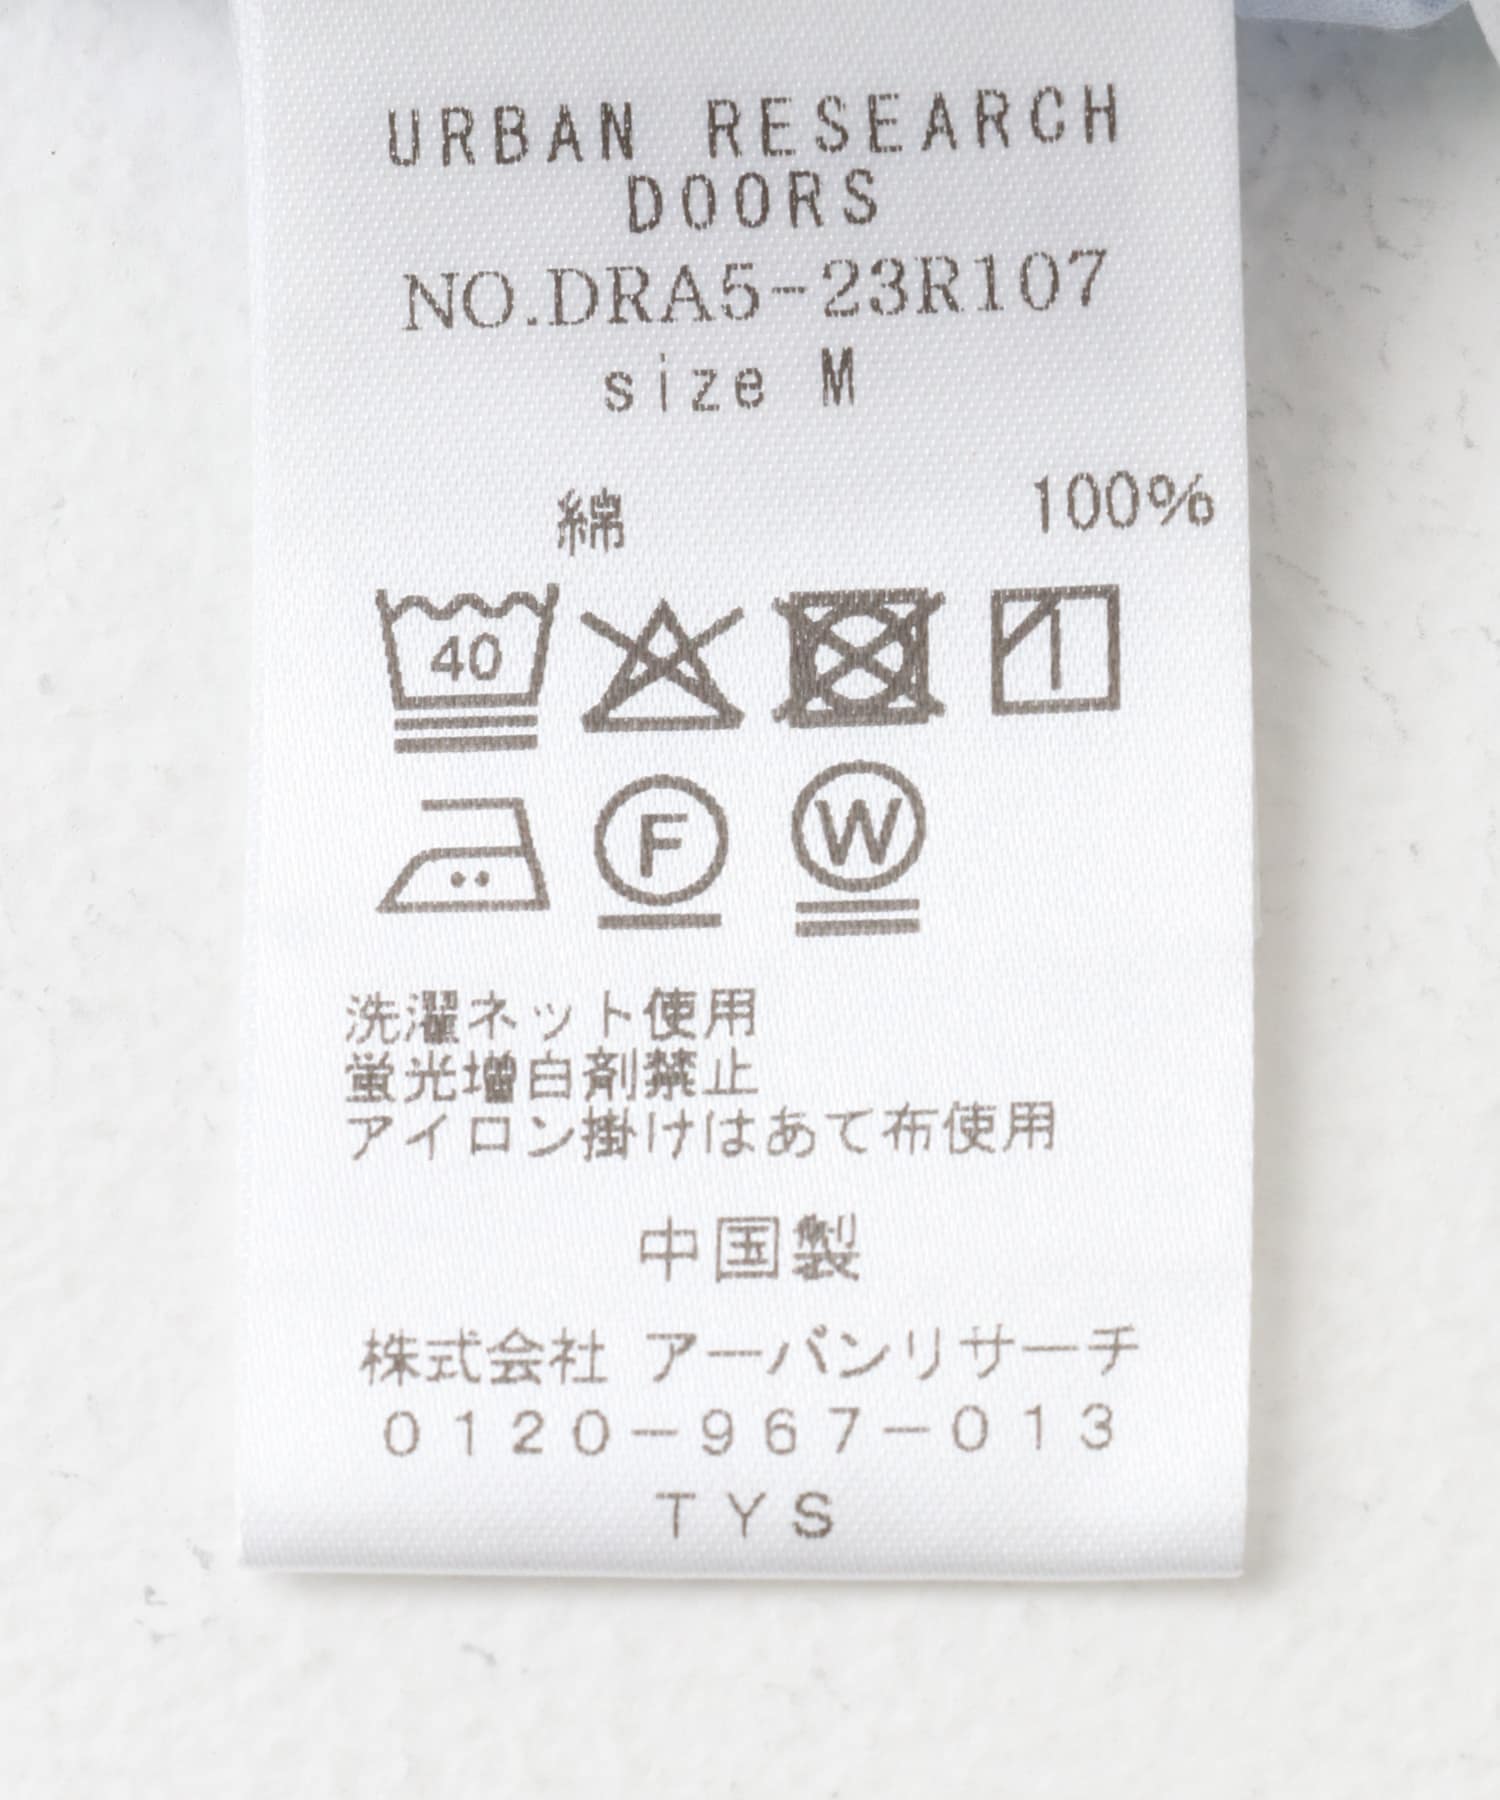 URBAN RESEARCH
DOORS
NO.DRA5-23R107
size M
綿 100%
40
F W
洗濯ネット使用
蛍光増白剤禁止
アイロン掛けはあて布使用
中国製
株式会社 アーバンリサーチ
0120-967-013
TYS